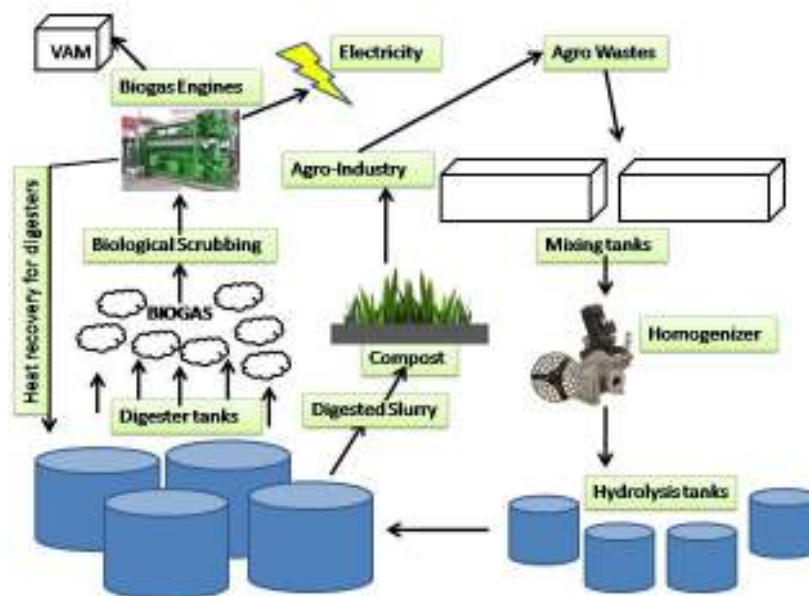 VAM
Electricity
Agro Wastes
Biogas Engines
Agro-Industry
Heat recovery for digesters
Biological Scrubbing
Mixing tanks
BIOGAS
Homogenizer
Compost
Digester tanks
Digested Slurry
Hydrolysis tanks